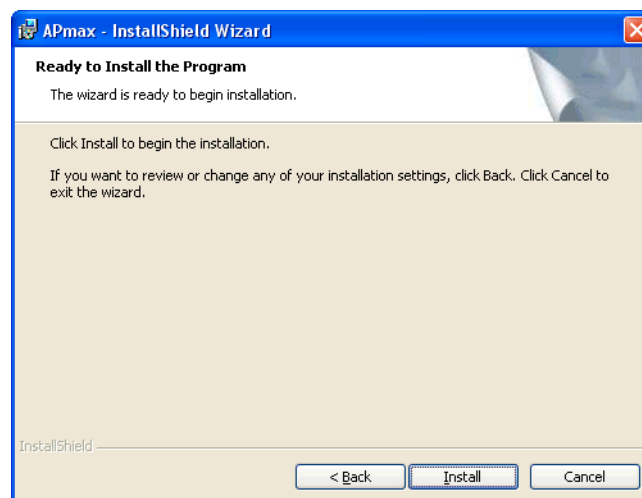 APmax - InstallShield Wizard
Ready to Install the Program
The wizard is ready to begin installation.
Click Install to begin the installation.
If you want to review or change any of your installation settings, click Back. Click Cancel to
exit the wizard.
InstallShield
< Back
Install
Cancel